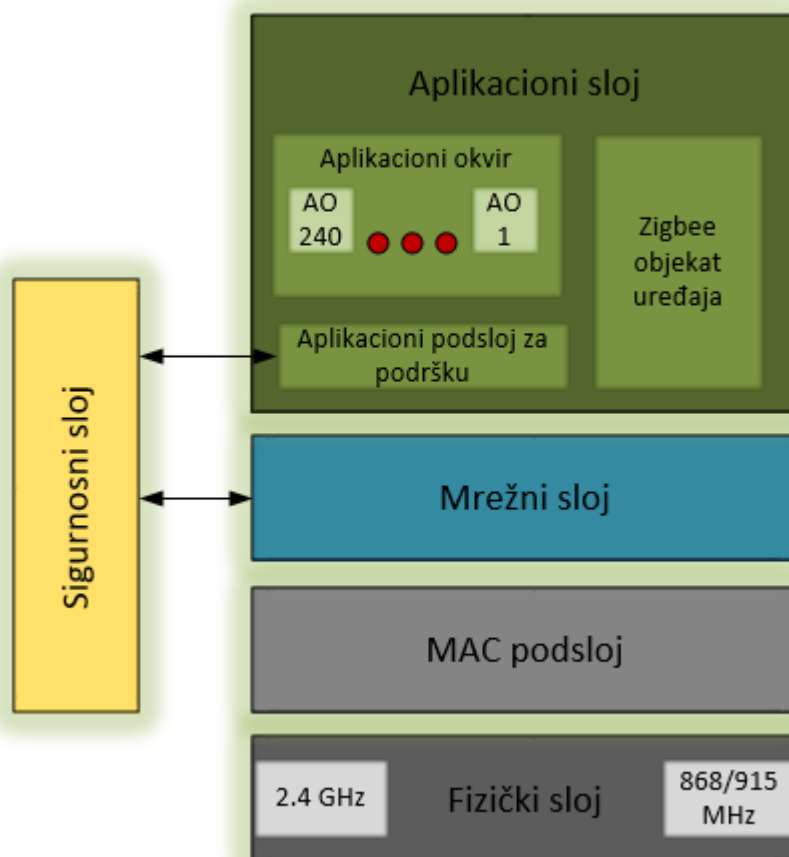 Aplikacioni sloj
Aplikacioni okvir
AO
240
AO
1
Zigbee
objekat
uređaja
Aplikacioni podsloj za
podršku
Sigurnosni sloj
Mrežni sloj
MAC podsloj
2.4 GHz
Fizički sloj
868/915
MHz